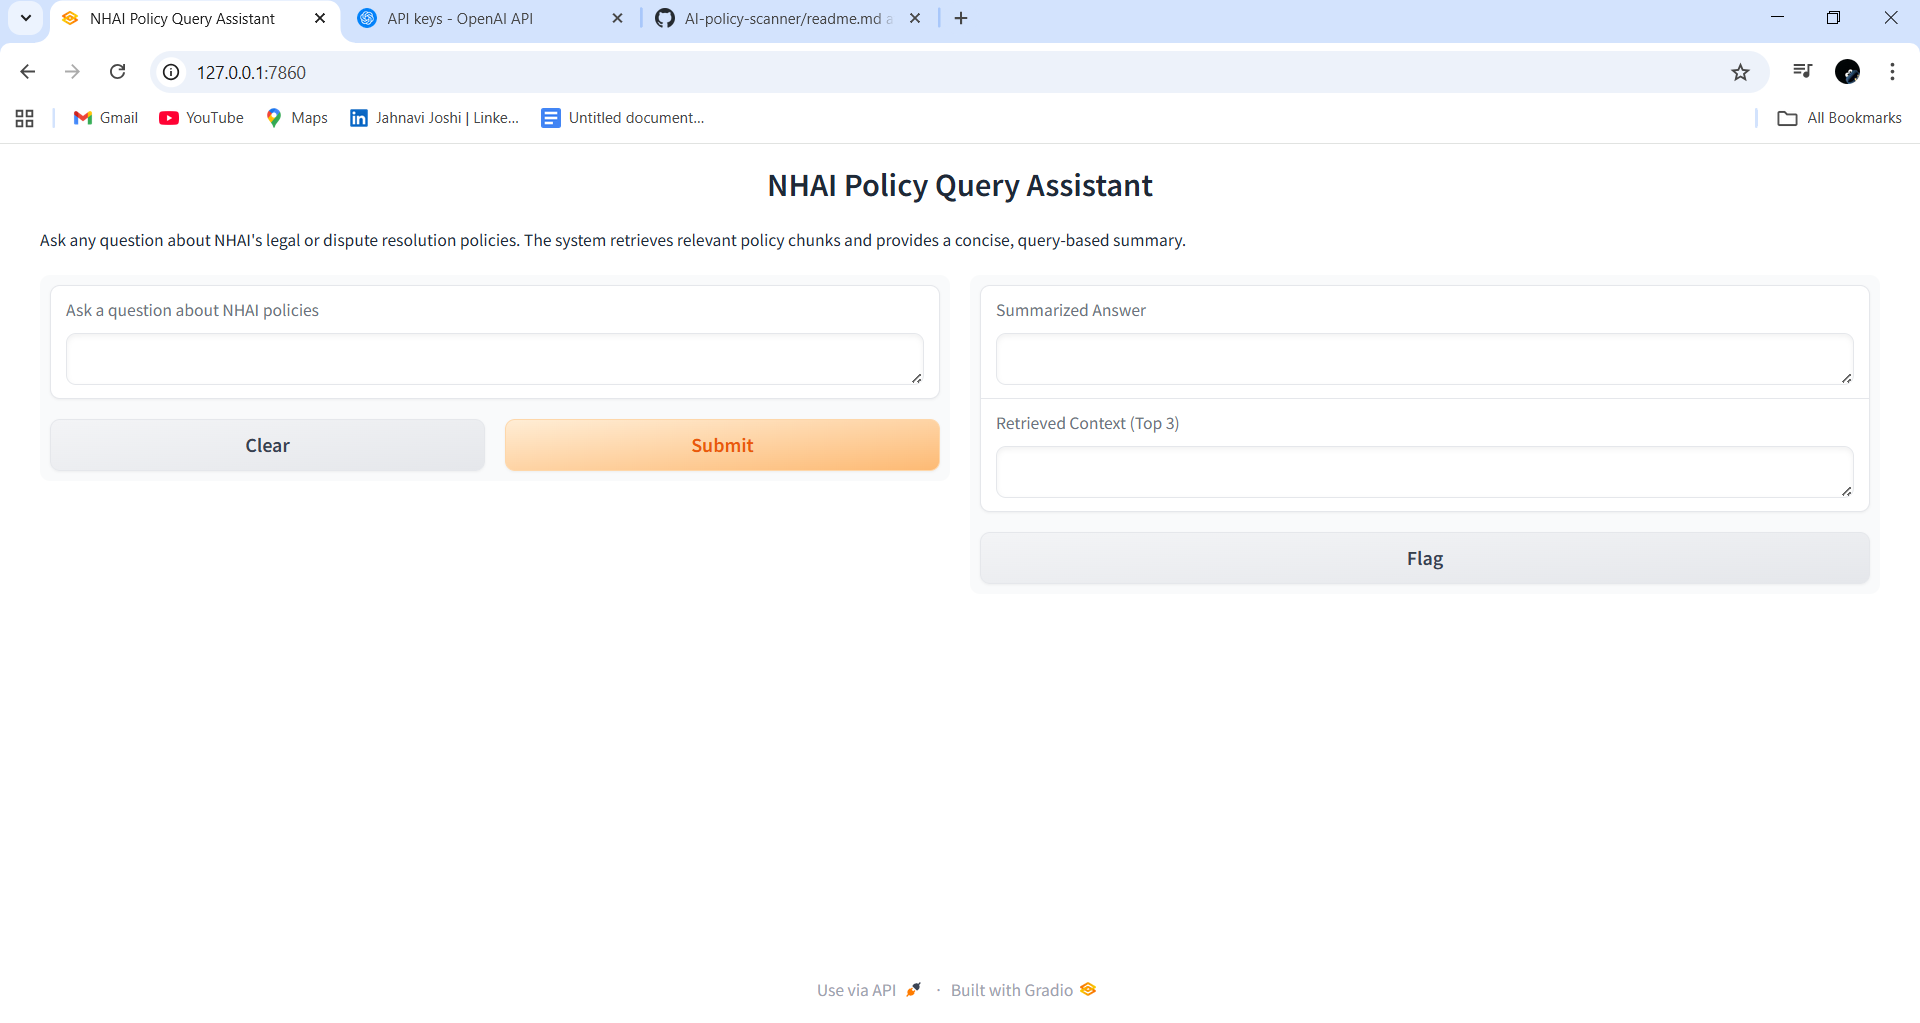 NHAI Policy Query Assistant
API keys - OpenAI API
AI-policy-scanner/readme.md a
127.0.0.1:7860
Gmail
YouTube
Maps
Jahnavi Joshi | Linke...
Untitled document...
All Bookmarks
NHAI Policy Query Assistant
Ask any question about NHAI's legal or dispute resolution policies. The system retrieves relevant policy chunks and provides a concise, query-based summary.
Ask a question about NHAI policies
Clear
Submit
Summarized Answer
Retrieved Context (Top 3)
Flag
Use via API · Built with Gradio